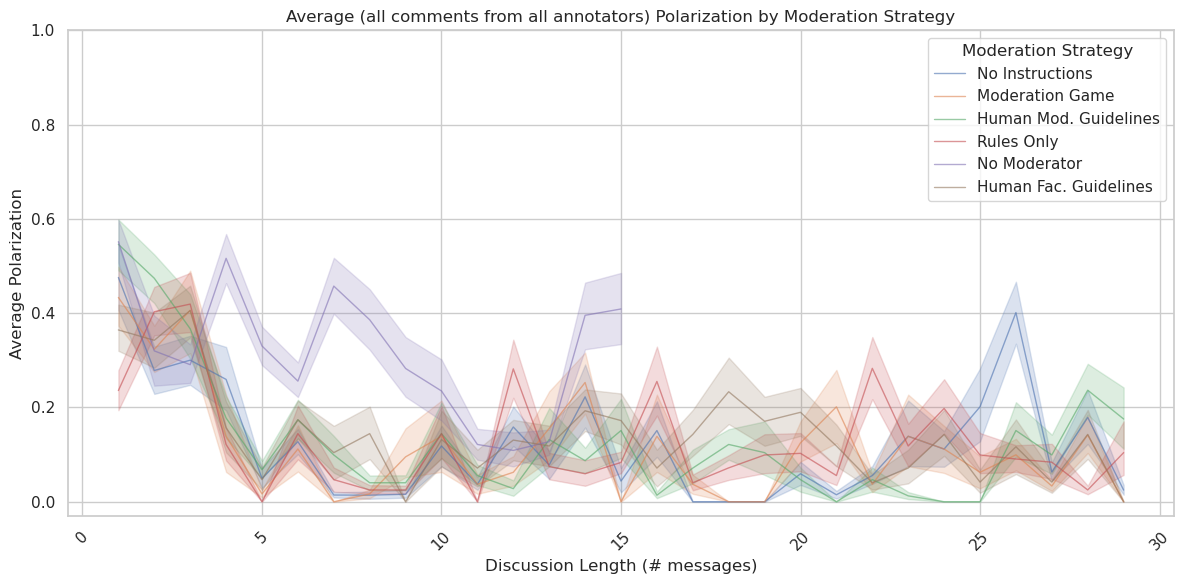 Average (all comments from all annotators) Polarization by Moderation Strategy
1.0
0.8
0.6
0.4
0.2
0.0
Average Polarization
Moderation Strategy
No Instructions
Moderation Game
Human Mod. Guidelines
Rules Only
No Moderator
Human Fac. Guidelines
0
5
10
15
20
25
30
Discussion Length (# messages)